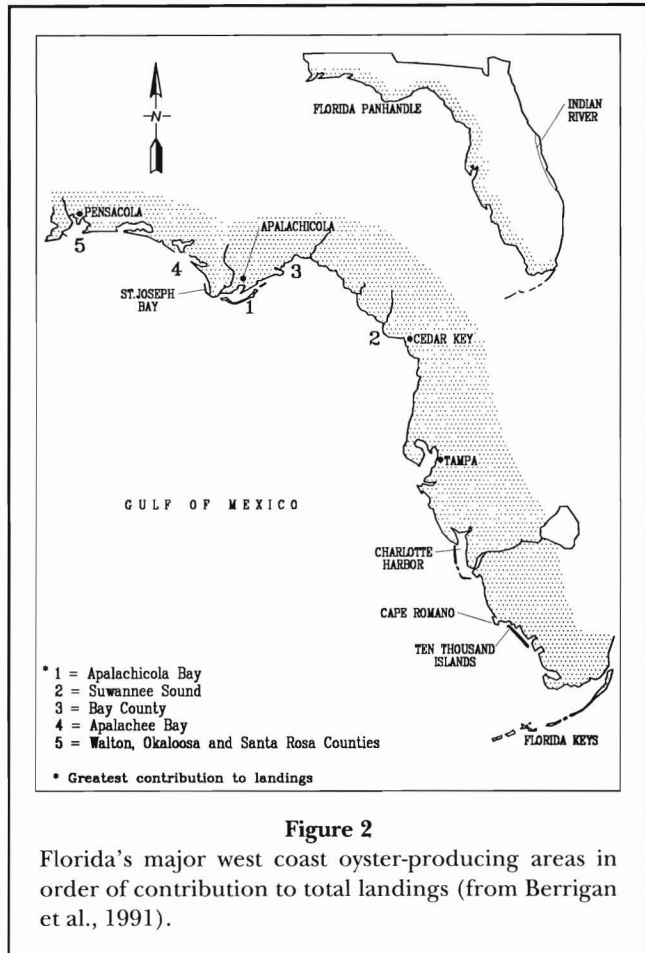 -N-
FLORIDA PANHANDLE
INDIAN
RIVER
PENSACOLA
5
APALACHICOLA
4
3
ST.JOSEPH
BAY
1
2
CEDAR KEY
TAMPA
GULF OF MEXICO
CHARLOTTE
HARBOR
CAPE ROMANO
TEN THOUSAND
ISLANDS
FLORIDA KEYS
* 1 = Apalachicola Bay
2 = Suwannee Sound
3 = Bay County
4 = Apalachee Bay
5 = Walton, Okaloosa and Santa Rosa Counties
* Greatest contribution to landings
Figure 2
Florida's major west coast oyster-producing areas in
order of contribution to total landings (from Berrigan
et al., 1991).